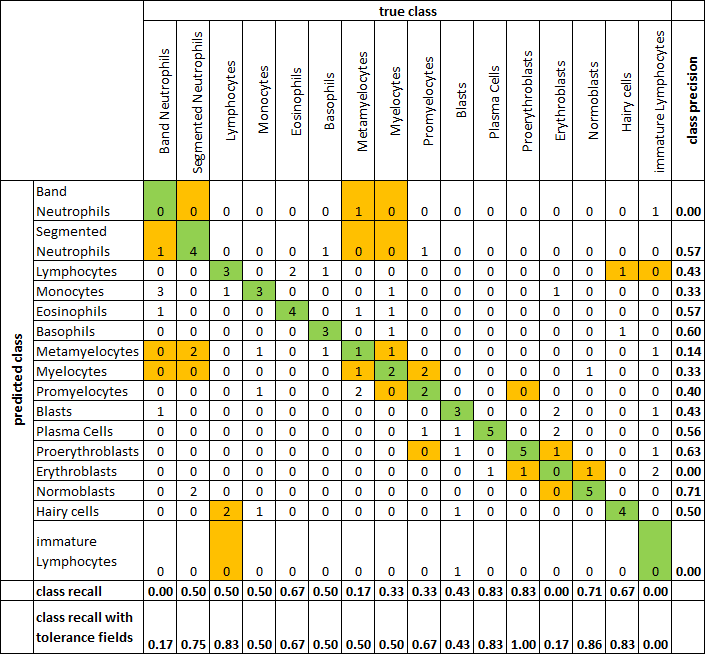 true class
Band Neutrophils
Segmented Neutrophils
Lymphocytes
Monocytes
Eosinophils
Basophils
Metamyelocytes
Myelocytes
Promyelocytes
Blasts
Plasma Cells
Proerythroblasts
Erythroblasts
Normoblasts
Hairy cells
immature Lymphocytes
class precision
predicted class
Band
Neutrophils 0 0 0 0 0 0 1 0 0 0 0 0 0 0 0 1 0.00
Segmented
Neutrophils 1 4 0 0 0 1 0 0 1 0 0 0 0 0 0 0 0.57
Lymphocytes 0 0 3 0 2 1 0 0 0 0 0 0 0 0 1 0 0.43
Monocytes 3 0 1 3 0 0 0 1 0 0 0 0 1 0 0 0 0.33
Eosinophils 1 0 0 0 4 0 1 1 0 0 0 0 0 0 0 0 0.57
Basophils 0 0 0 0 0 3 0 1 0 0 0 0 0 0 1 0 0.60
Metamyelocytes 0 2 0 1 0 1 1 1 0 0 0 0 0 0 0 1 0.14
Myelocytes 0 0 0 0 0 0 1 2 2 0 0 0 0 1 0 0 0.33
Promyelocytes 0 0 0 1 0 0 2 0 2 0 0 0 0 0 0 0 0.40
Blasts 1 0 0 0 0 0 0 0 0 3 0 0 2 0 0 1 0.43
Plasma Cells 0 0 0 0 0 0 0 0 1 1 5 0 2 0 0 0 0.56
Proerythroblasts 0 0 0 0 0 0 0 0 0 1 0 5 1 0 0 1 0.63
Erythroblasts 0 0 0 0 0 0 0 0 0 0 1 1 0 1 0 2 0.00
Normoblasts 0 2 0 0 0 0 0 0 0 0 0 0 0 5 0 0 0.71
Hairy cells 0 0 2 1 0 0 0 0 0 1 0 0 0 0 4 0 0.50
immature
Lymphocytes 0 0 0 0 0 0 0 0 0 1 0 0 0 0 0 0 0.00
class recall 0.00 0.50 0.50 0.50 0.67 0.50 0.17 0.33 0.33 0.43 0.83 0.83 0.00 0.71 0.67 0.00
class recall with
tolerance fields 0.17 0.75 0.83 0.50 0.67 0.50 0.50 0.50 0.67 0.43 0.83 1.00 0.17 0.86 0.83 0.00